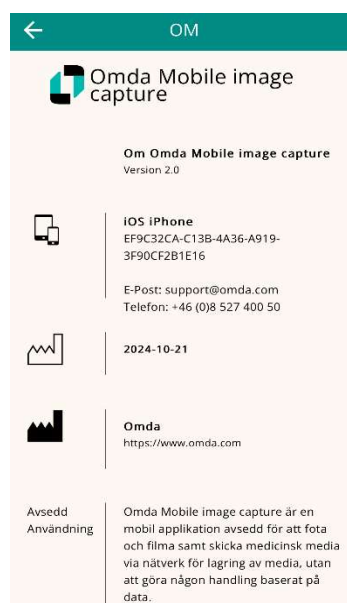 OM
Omda Mobile image
capture
Om Omda Mobile image capture
Version 2.0
iOS iPhone
EF9C32CA-C13B-4A36-A919-
3F90CF2B1E16
E-Post: support@omda.com
Telefon: +46 (0)8 527 400 50
2024-10-21
Omda
https://www.omda.com
Avsedd
Användning
Omda Mobile image capture är en
mobil applikation avsedd för att fota
och filma samt skicka medicinsk media
via nätverk för lagring av media, utan
att göra någon handling baserat på
data.